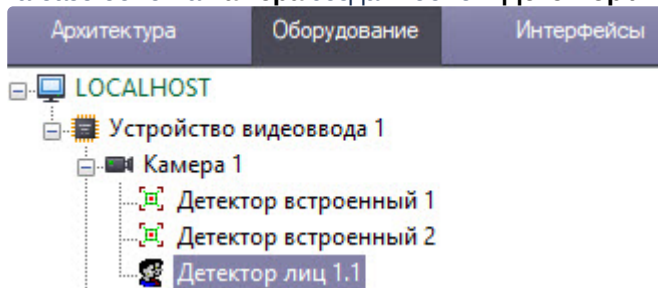 Архитектура Оборудование Интерфейсы
LOCALHOST
Устройство видеоввода 1
Камера 1
Детектор встроенный 1
Детектор встроенный 2
Детектор лиц 1.1